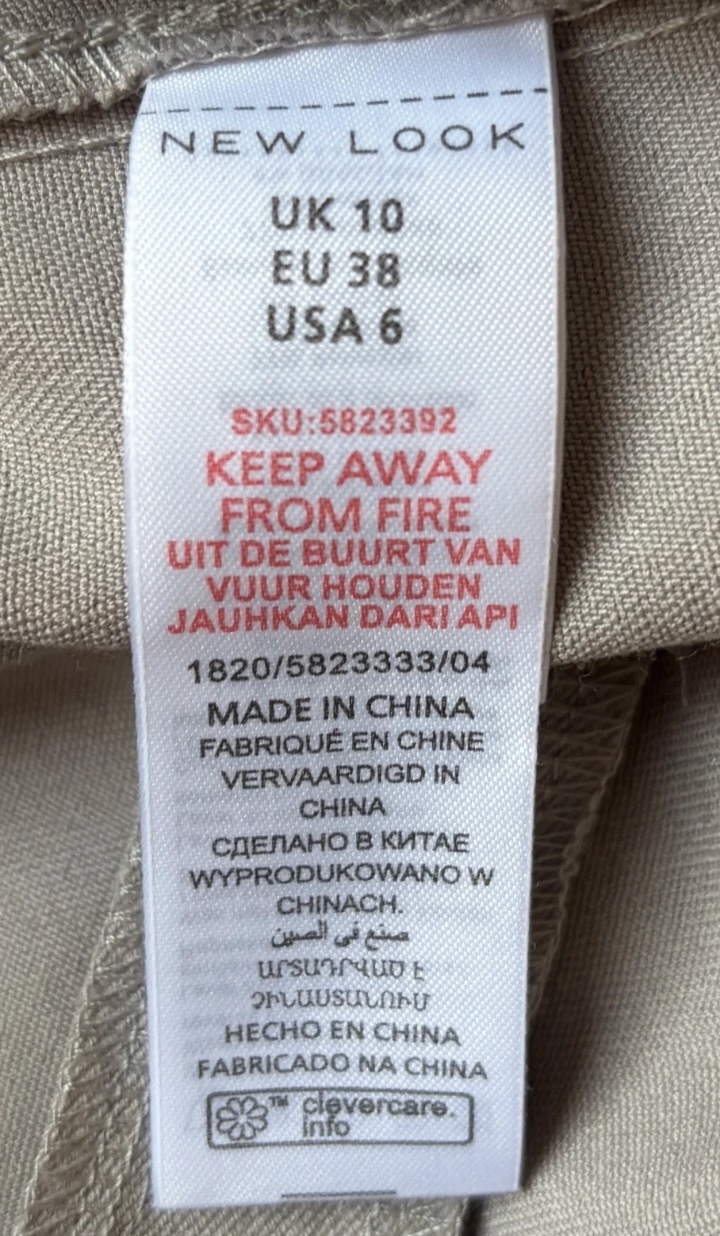 NEW LOOK
UK 10
EU 38
USA 6
SKU:5823392
KEEP AWAY
FROM FIRE
UIT DE BUURT VAN
VUUR HOUDEN
JAUHKAN DARI API
1820/5823333/04
MADE IN CHINA
FABRIQUÉ EN CHINE
VERVAARDIGD IN
CHINA
СДЕЛАНО В КИТАЕ
WYPRODUKOWANO W
CHINACH.
صنع في الصين
ԱՐՏԱԴՐՎԱԾ Է
ՉԻՆԱՍՏԱՆՈՒՄ
HECHO EN CHINA
FABRICADO NA CHINA
™ clevercare.
info